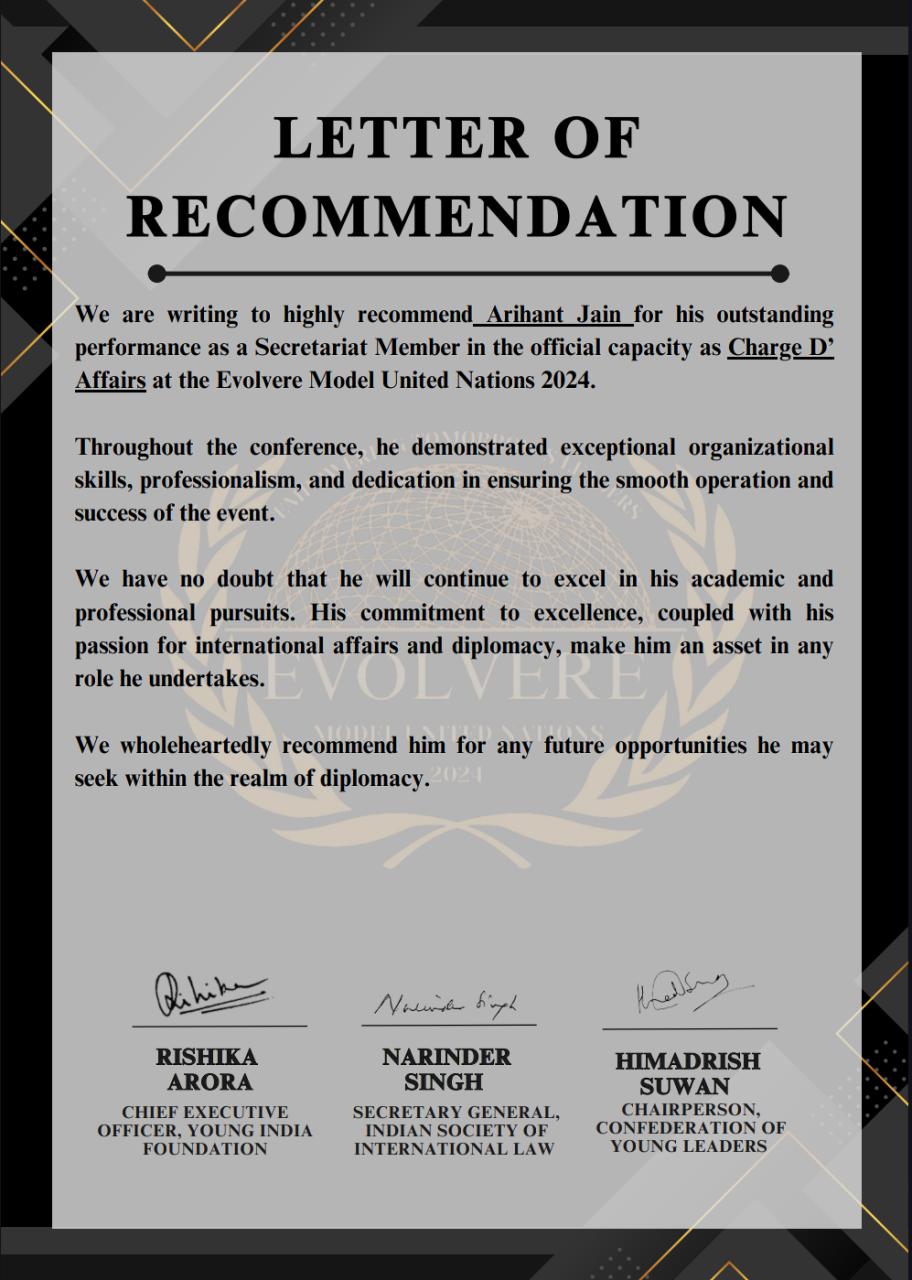 LETTER OF
RECOMMENDATION
We are writing to highly recommend Arihant Jain for his outstanding
performance as a Secretariat Member in the official capacity as Charge D’
Affairs at the Evolvere Model United Nations 2024.
Throughout the conference, he demonstrated exceptional organizational
skills, professionalism, and dedication in ensuring the smooth operation and
success of the event.
We have no doubt that he will continue to excel in his academic and
professional pursuits. His commitment to excellence, coupled with his
passion for international affairs and diplomacy, make him an asset in any
role he undertakes.
We wholeheartedly recommend him for any future opportunities he may
seek within the realm of diplomacy.
EVOLVERE
MODEL UNITED NATIONS
2024
Rishika
Narinder Singh
RISHIKA
ARORA
CHIEF EXECUTIVE
OFFICER, YOUNG INDIA
FOUNDATION
NARINDER
SINGH
SECRETARY GENERAL,
INDIAN SOCIETY OF
INTERNATIONAL LAW
HIMADRISH
SUWAN
CHAIRPERSON,
CONFEDERATION OF
YOUNG LEADERS